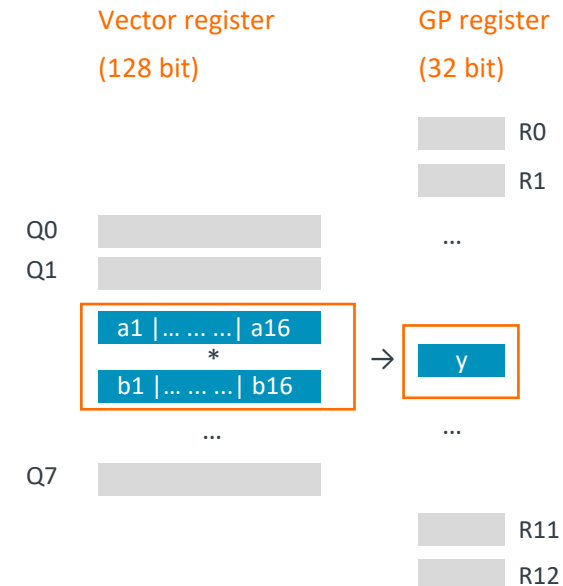 Vector register
(128 bit)
GP register
(32 bit)
R0
R1
Q0
...
Q1
a1 |... ... ...| a16
*
→
y
b1 |... ... ...| b16
...
...
Q7
R11
R12